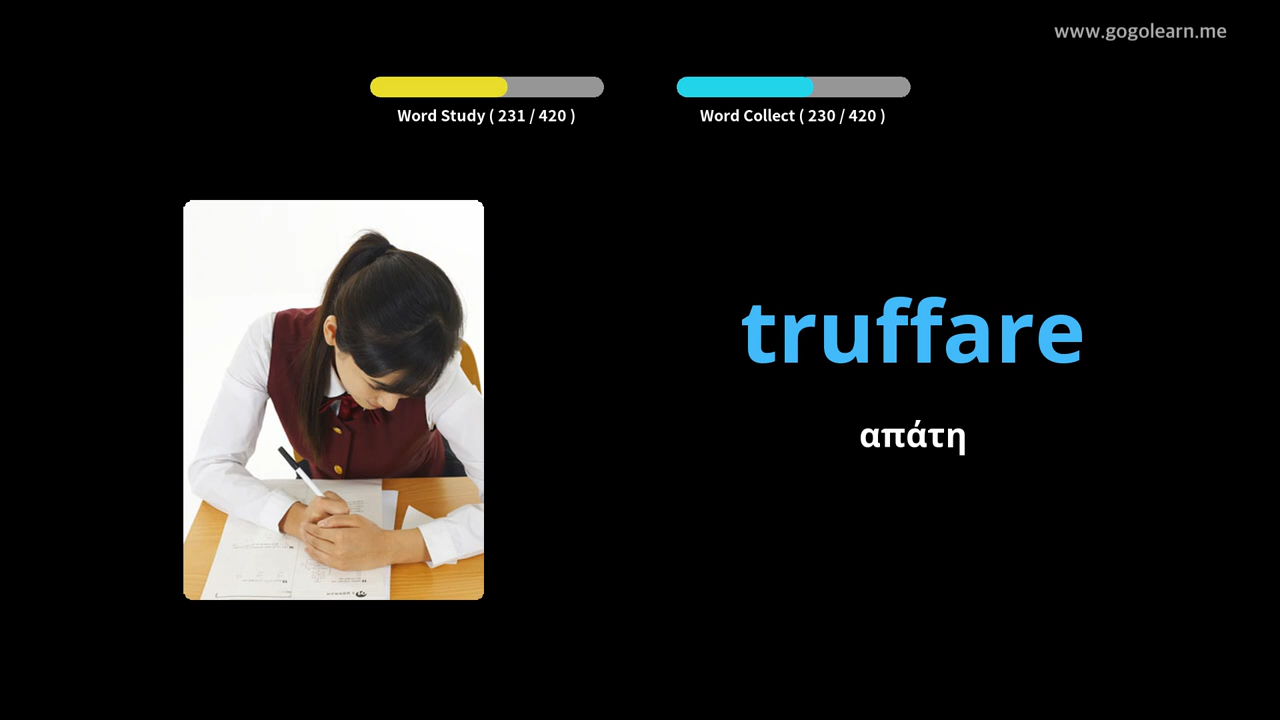 www.gogolearn.me
Word Study ( 231 / 420 )
Word Collect ( 230 / 420 )
truffare
απάτη